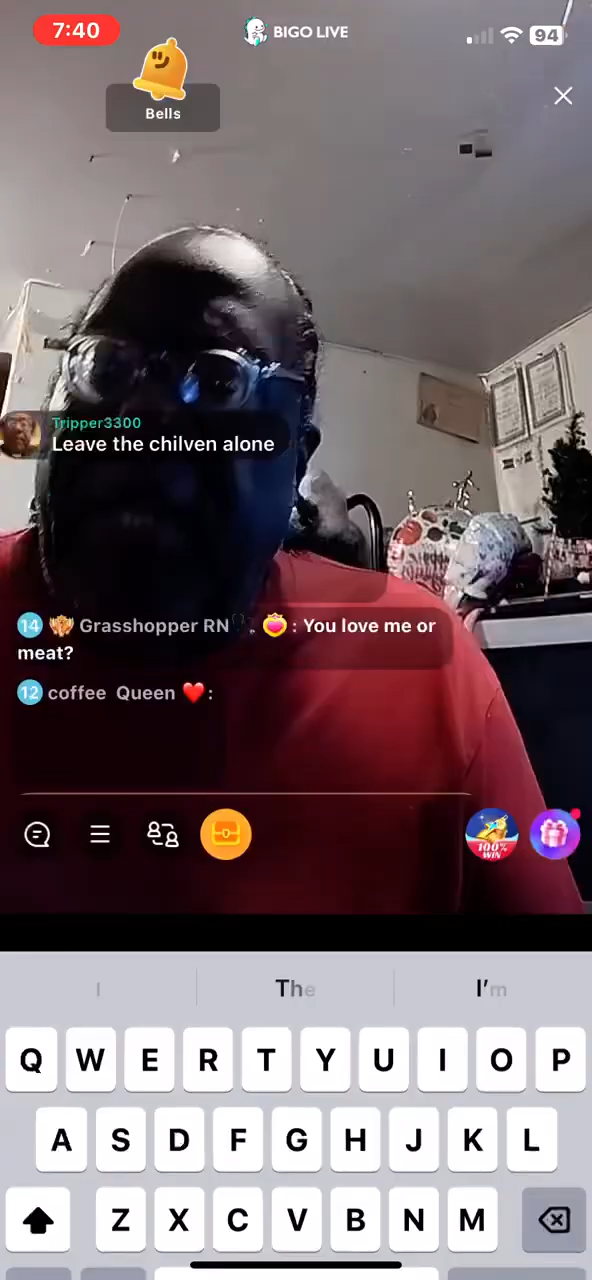 7:40
BIGO LIVE
94
Bells
Tripper3300
Leave the chilven alone
14 Grasshopper RN : You love me or
meat?
12 coffee Queen ❤️ :
100%
WIN
I The I'm
Q W E R T Y U I O P
A S D F G H J K L
Z X C V B N M